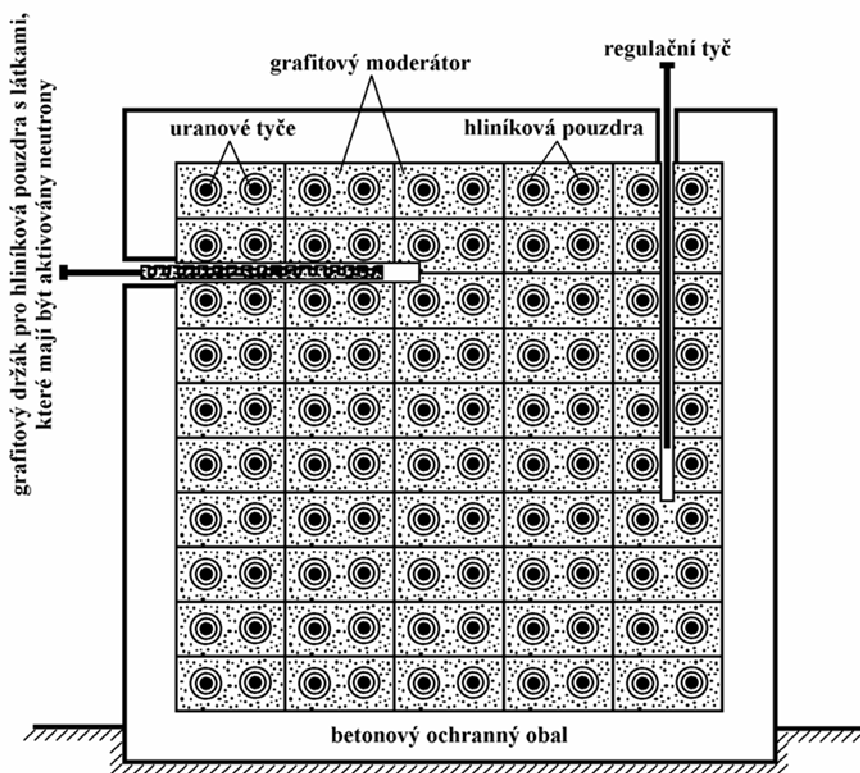 grafitový držák pro hliníková pouzdra s látkami,
které mají být aktivovány neutrony
regulační tyč
grafitový moderátor
uranové tyče
hliníková pouzdra
betonový ochranný obal